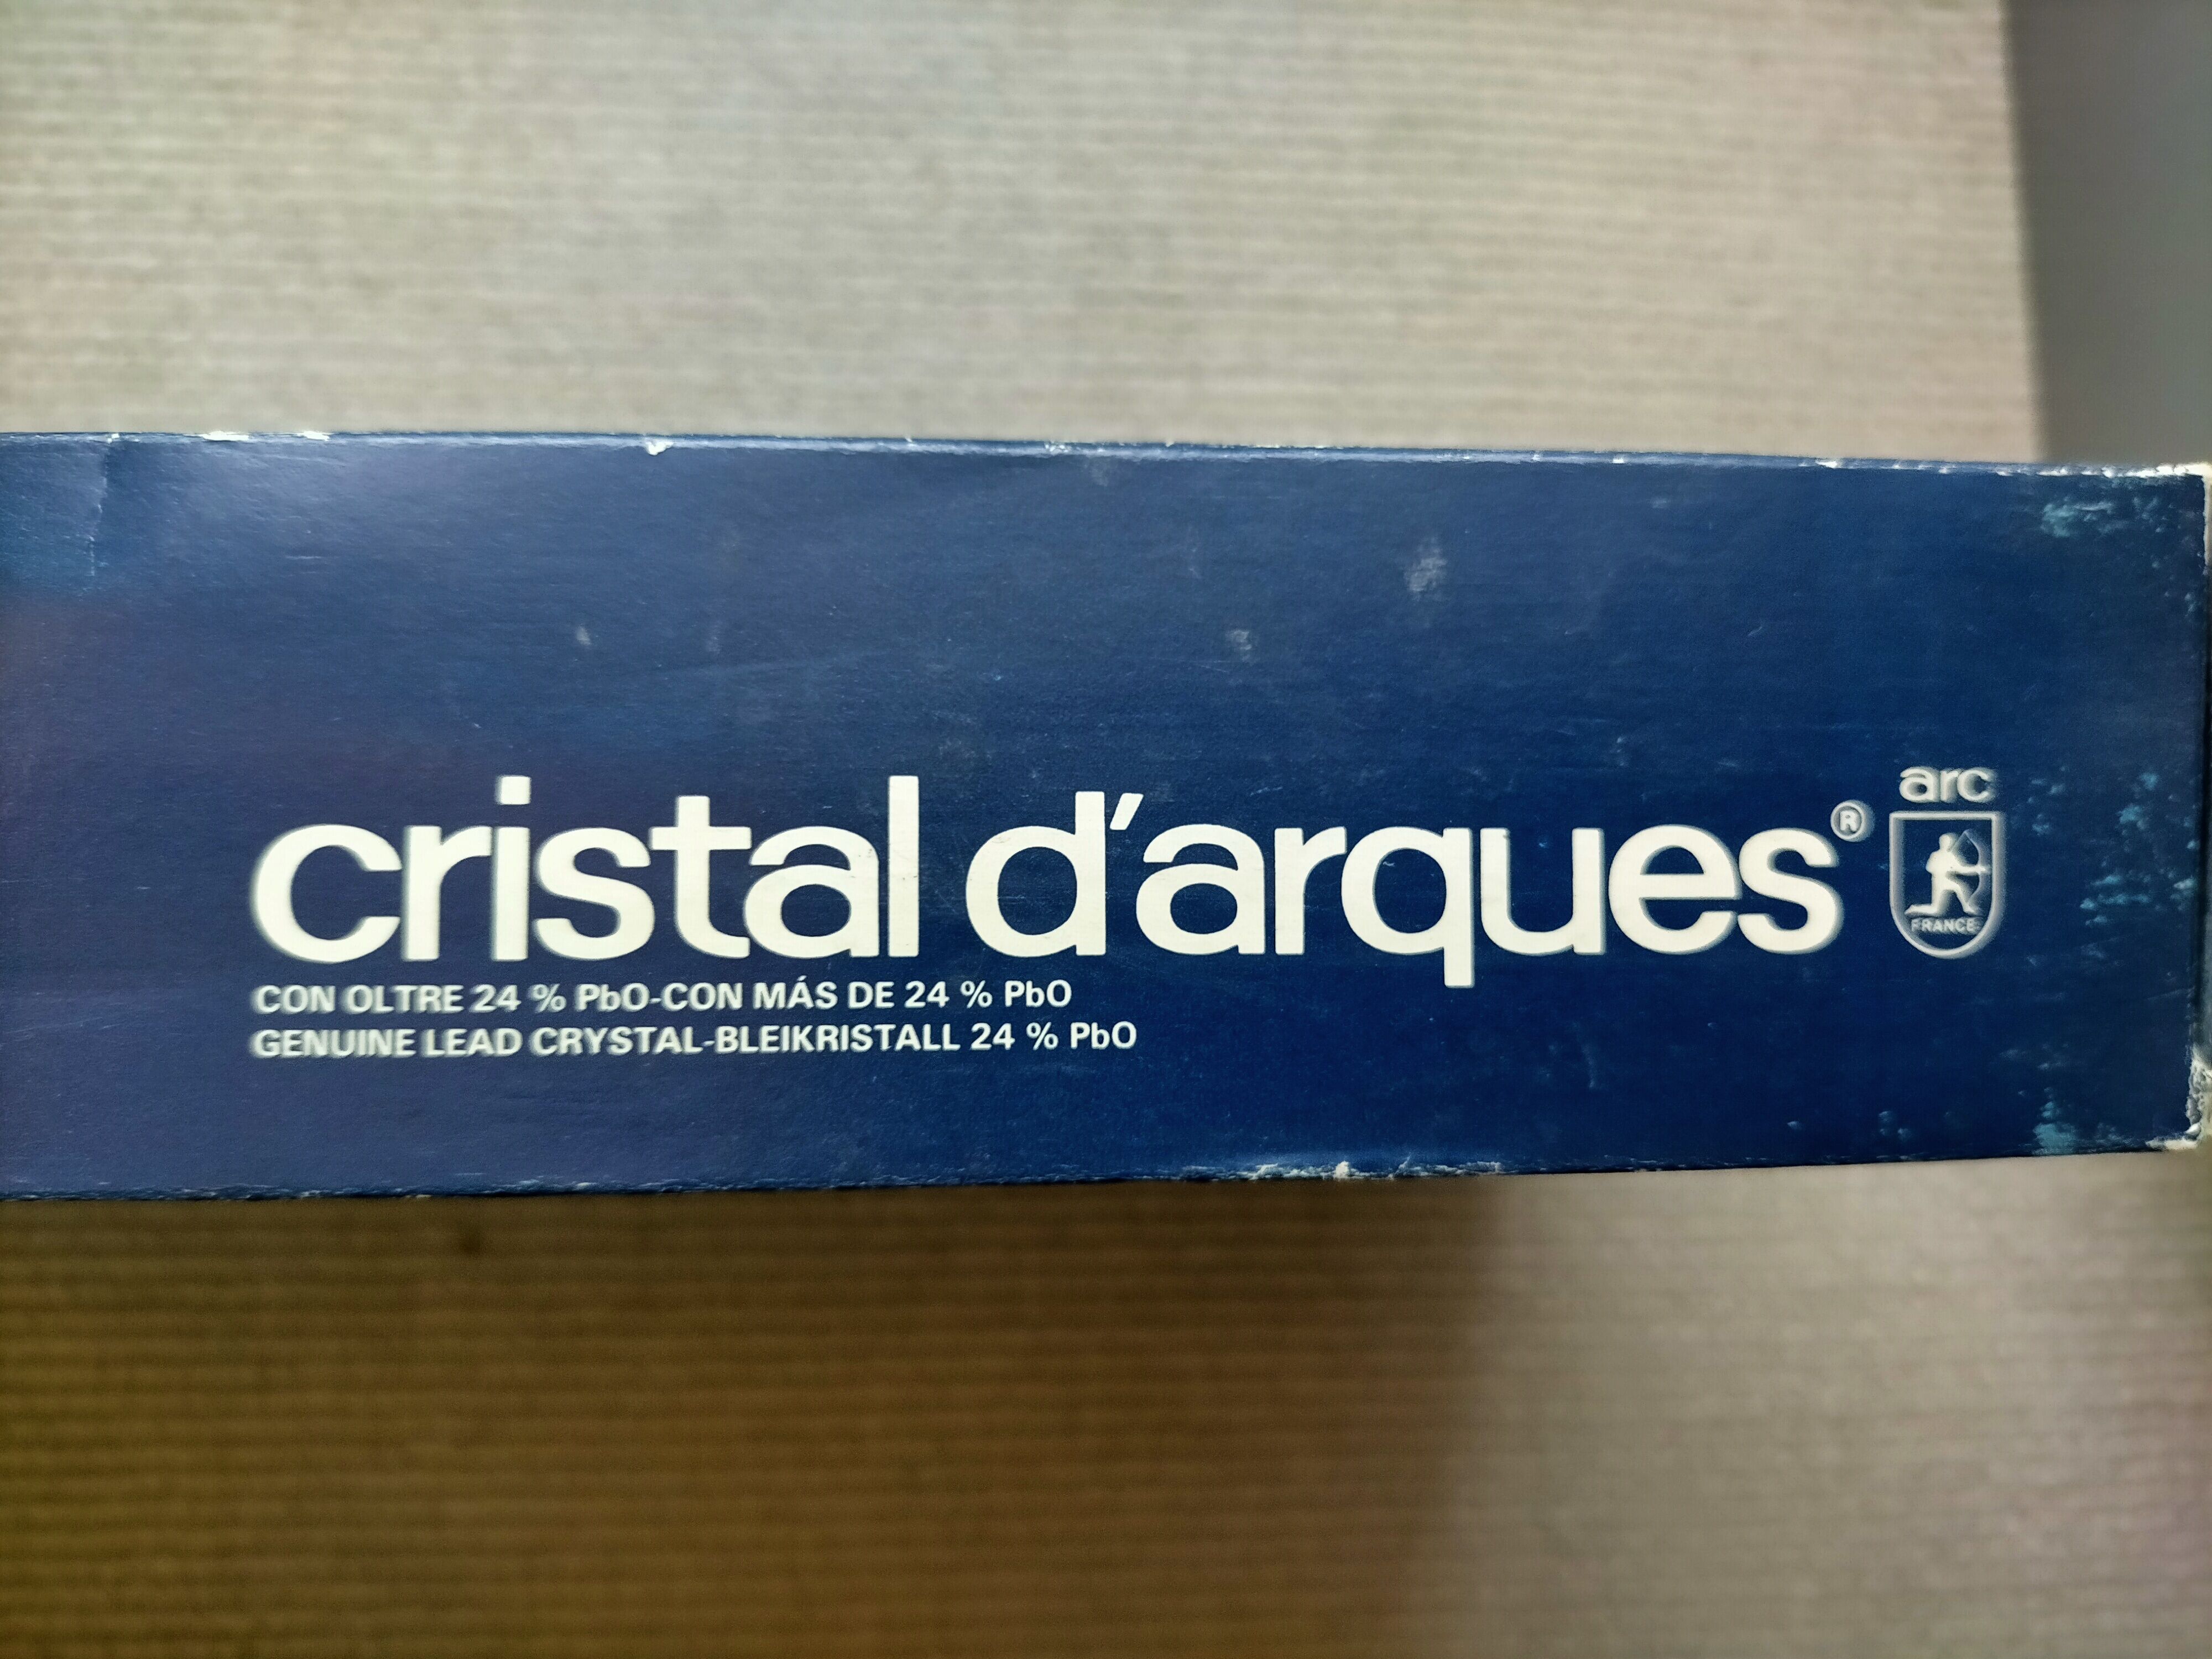 cristal d'arques®
arc
FRANCE
CON OLTRE 24 % PbO-CON MÁS DE 24 % PbO
GENUINE LEAD CRYSTAL-BLEIKRISTALL 24 % PbO